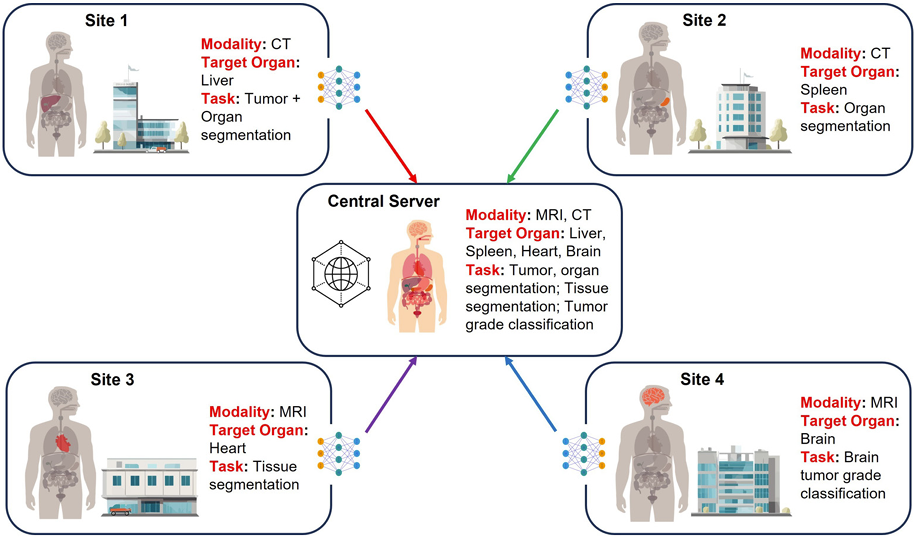 Site 1
Modality: CT
Target Organ:
Liver
Task: Tumor +
Organ
segmentation
Site 2
Modality: CT
Target Organ:
Spleen
Task: Organ
segmentation
Central Server
Modality: MRI, CT
Target Organ: Liver,
Spleen, Heart, Brain
Task: Tumor, organ
segmentation; Tissue
segmentation; Tumor
grade classification
Site 3
Modality: MRI
Target Organ:
Heart
Task: Tissue
segmentation
Site 4
Modality: MRI
Target Organ:
Brain
Task: Brain
tumor grade
classification